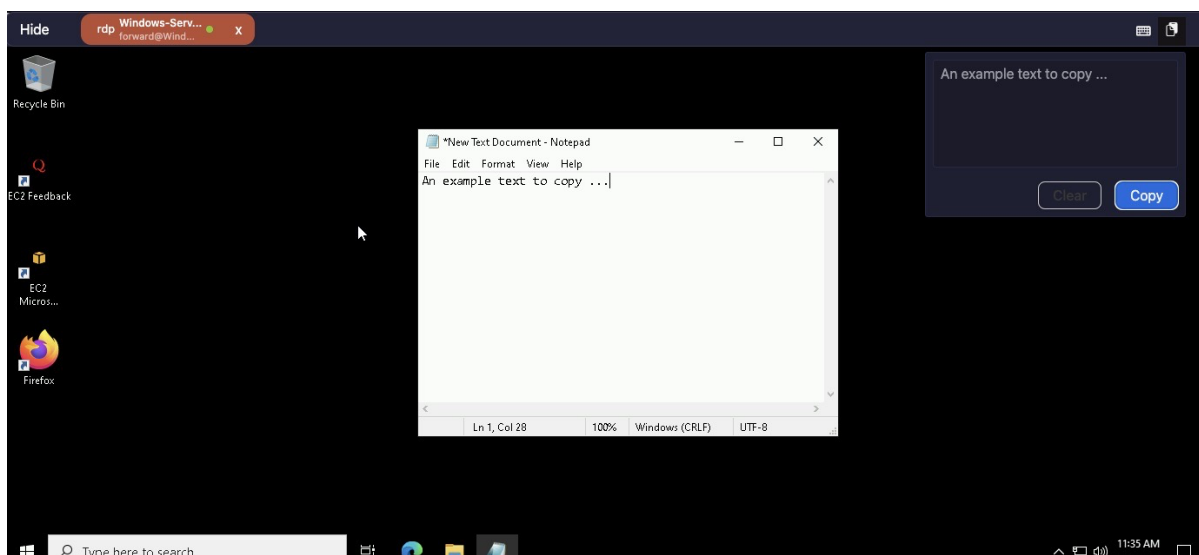 Hide
rdp Windows-Serv... x
forward@Wind...
Recycle Bin
An example text to copy ...
Clear Copy
*New Text Document - Notepad
File Edit Format View Help
An example text to copy ...
EC2 Feedback
EC2
Micros...
Firefox
Ln 1, Col 28 100% Windows (CRLF) UTF-8
Type here to search
11:35 AM